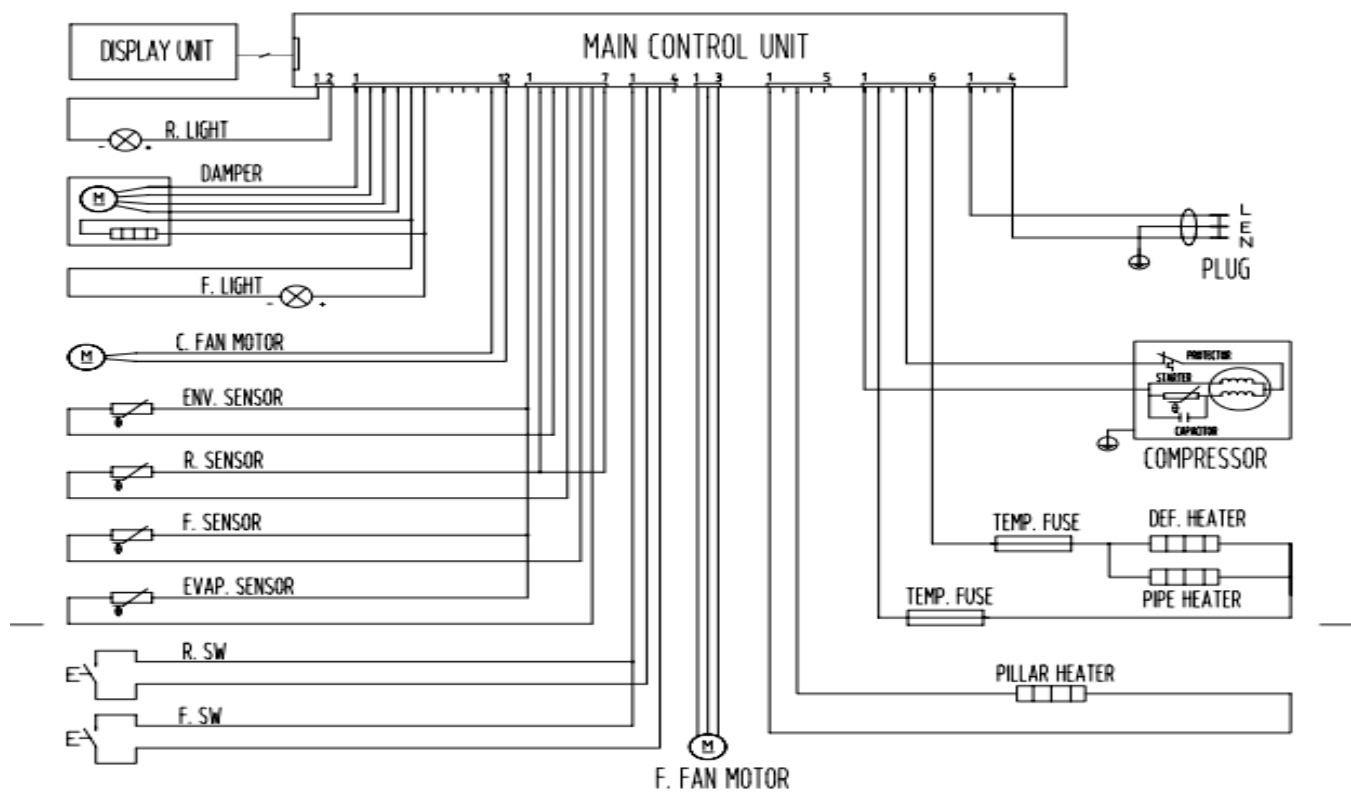 DISPLAY UNIT
MAIN CONTROL UNIT
1 2 1 12 1 7 1 4 1 3 1 5 1 6 1 4
R. LIGHT
- +
DAMPER
M
F. LIGHT
- +
C. FAN MOTOR
M
ENV. SENSOR
R. SENSOR
F. SENSOR
EVAP. SENSOR
R. SW
F. SW
M
F. FAN MOTOR
L
E
N
PLUG
PROTECTOR
STARTER
CAPACITOR
COMPRESSOR
TEMP. FUSE
DEF. HEATER
PIPE HEATER
TEMP. FUSE
PILLAR HEATER